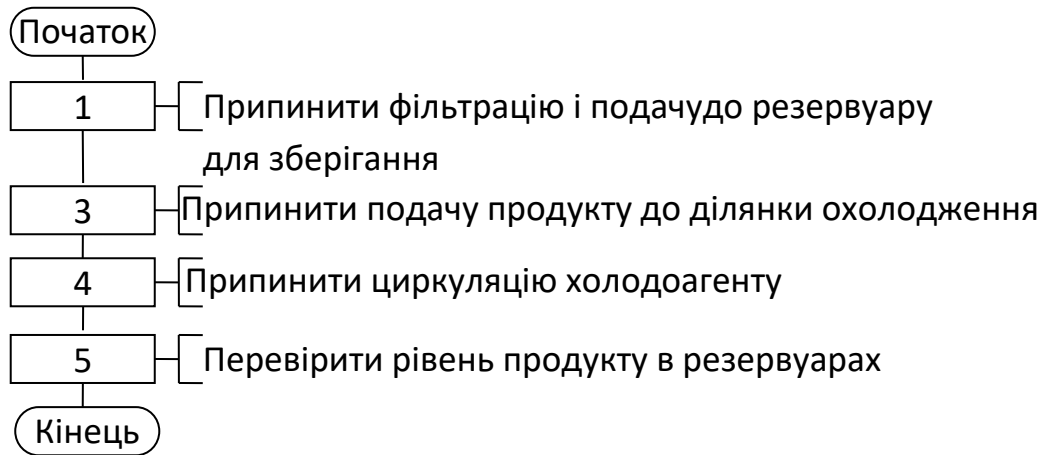 Початок
1
Припинити фільтрацію і подачудо резервуару
для зберігання
3
Припинити подачу продукту до ділянки охолодження
4
Припинити циркуляцію холодоагенту
5
Перевірити рівень продукту в резервуарах
Кінець